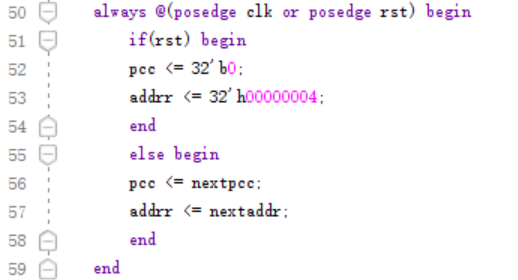 50 always @(posedge clk or posedge rst) begin
51 if(rst) begin
52 pcc <= 32'b0;
53 addrr <= 32'h00000004;
54 end
55 else begin
56 pcc <= nextpcc;
57 addrr <= nextaddr;
58 end
59 end